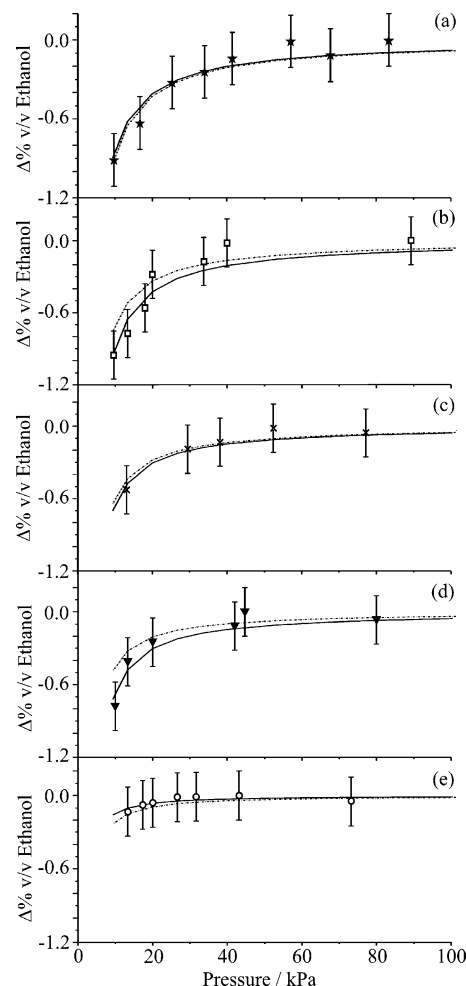 (a)
0.0
-0.6
-1.2
Δ% v/v Ethanol
(b)
0.0
-0.6
-1.2
Δ% v/v Ethanol
(c)
0.0
-0.6
-1.2
Δ% v/v Ethanol
(d)
0.0
-0.6
-1.2
Δ% v/v Ethanol
(e)
0.0
-0.6
-1.2
Δ% v/v Ethanol
0 20 40 60 80 100
Pressure / kPa